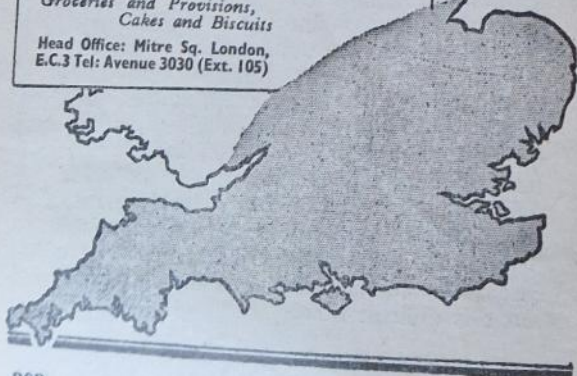 Groceries and Provisions,
Cakes and Biscuits
Head Office: Mitre Sq. London,
E.C.3 Tel: Avenue 3030 (Ext. 105)